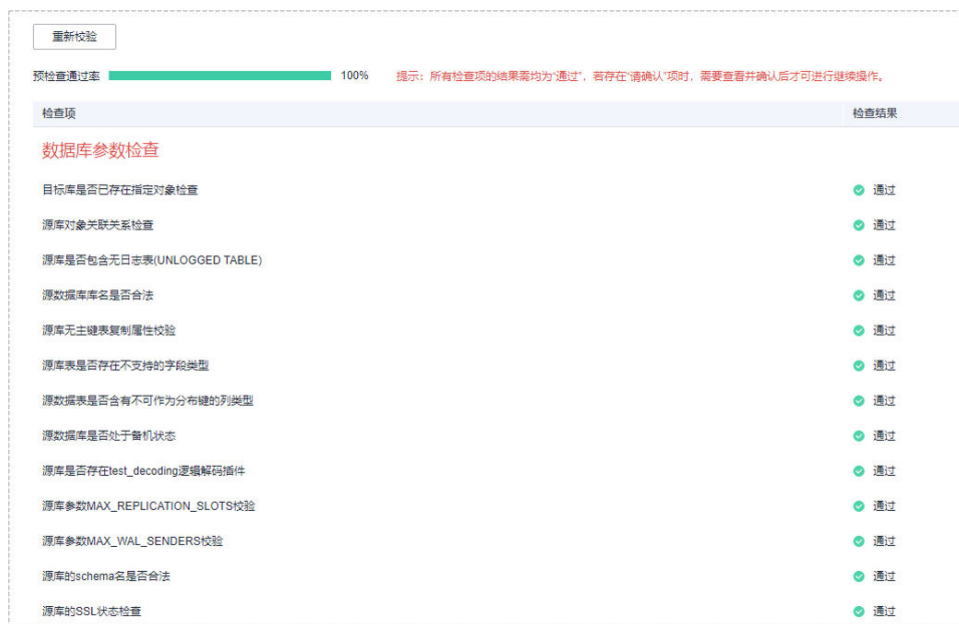 重新校验
预检查通过率 100% 提示：所有检查项的结果需均为“通过”，若存在“请确认”项时，需要查看并确认后才可进行继续操作。
检查项 检查结果
数据库参数检查
目标库是否已存在指定对象检查 通过
源库对象关联关系检查 通过
源库是否包含无日志表(UNLOGGED TABLE) 通过
源数据库库名是否合法 通过
源库无主键表复制属性校验 通过
源库表是否存在不支持的字段类型 通过
源数据表是否含有不可作为分布键的列类型 通过
源数据库是否处于备机状态 通过
源库是否存在test_decoding逻辑解码插件 通过
源库参数MAX_REPLICATION_SLOTS校验 通过
源库参数MAX_WAL_SENDERS校验 通过
源库的schema名是否合法 通过
源库的SSL状态检查 通过